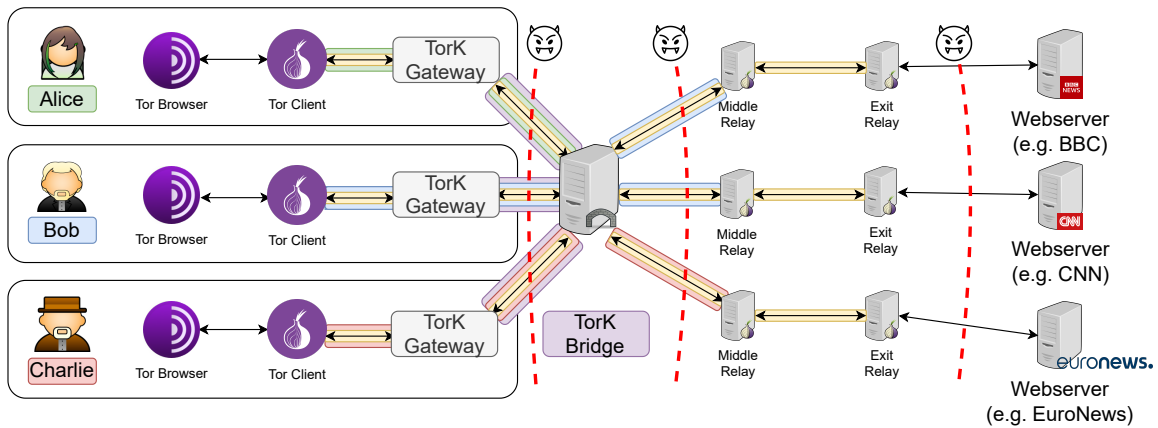 Alice
Tor Browser
Tor Client
TorK
Gateway
Middle
Relay
Exit
Relay
BBC
NEWS
Webserver
(e.g. BBC)
Bob
Tor Browser
Tor Client
TorK
Gateway
Middle
Relay
Exit
Relay
CNN
Webserver
(e.g. CNN)
Charlie
Tor Browser
Tor Client
TorK
Gateway
TorK
Bridge
Middle
Relay
Exit
Relay
euronews.
Webserver
(e.g. EuroNews)